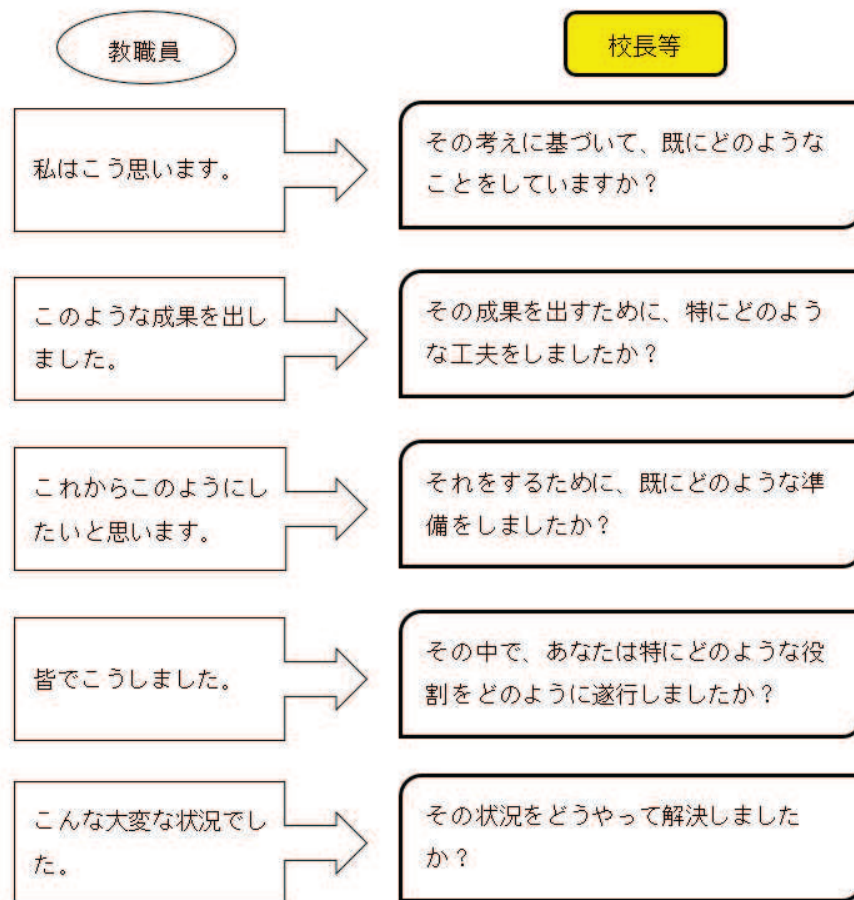 教職員
校長等
私はこう思います。
その考えに基づいて、既にどのような
ことをしていますか？
このような成果を出し
ました。
その成果を出すために、特にどのよう
な工夫をしましたか？
これからこのようにし
たいと思います。
それをするために、既にどのような準
備をしましたか？
皆でこうしました。
その中で、あなたは特にどのような役
割をどのように遂行しましたか？
こんな大変な状況でし
た。
その状況をどうやって解決しました
か？